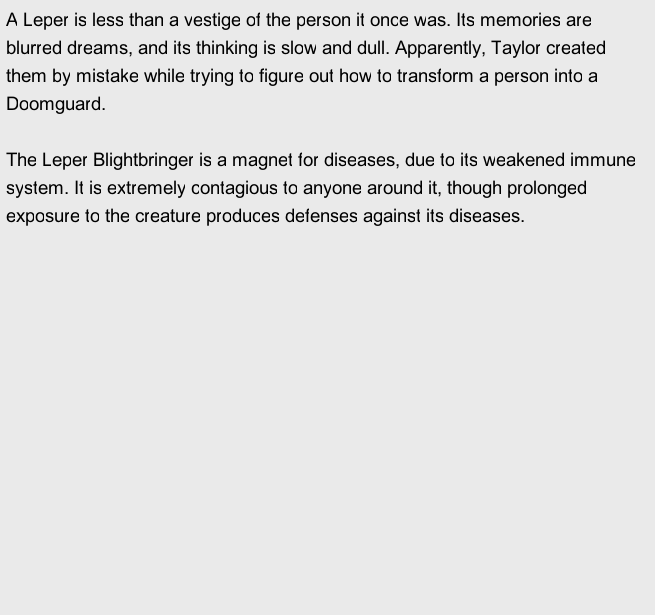 A Leper is less than a vestige of the person it once was. Its memories are
blurred dreams, and its thinking is slow and dull. Apparently, Taylor created
them by mistake while trying to figure out how to transform a person into a
Doomguard.
The Leper Blightbringer is a magnet for diseases, due to its weakened immune
system. It is extremely contagious to anyone around it, though prolonged
exposure to the creature produces defenses against its diseases.